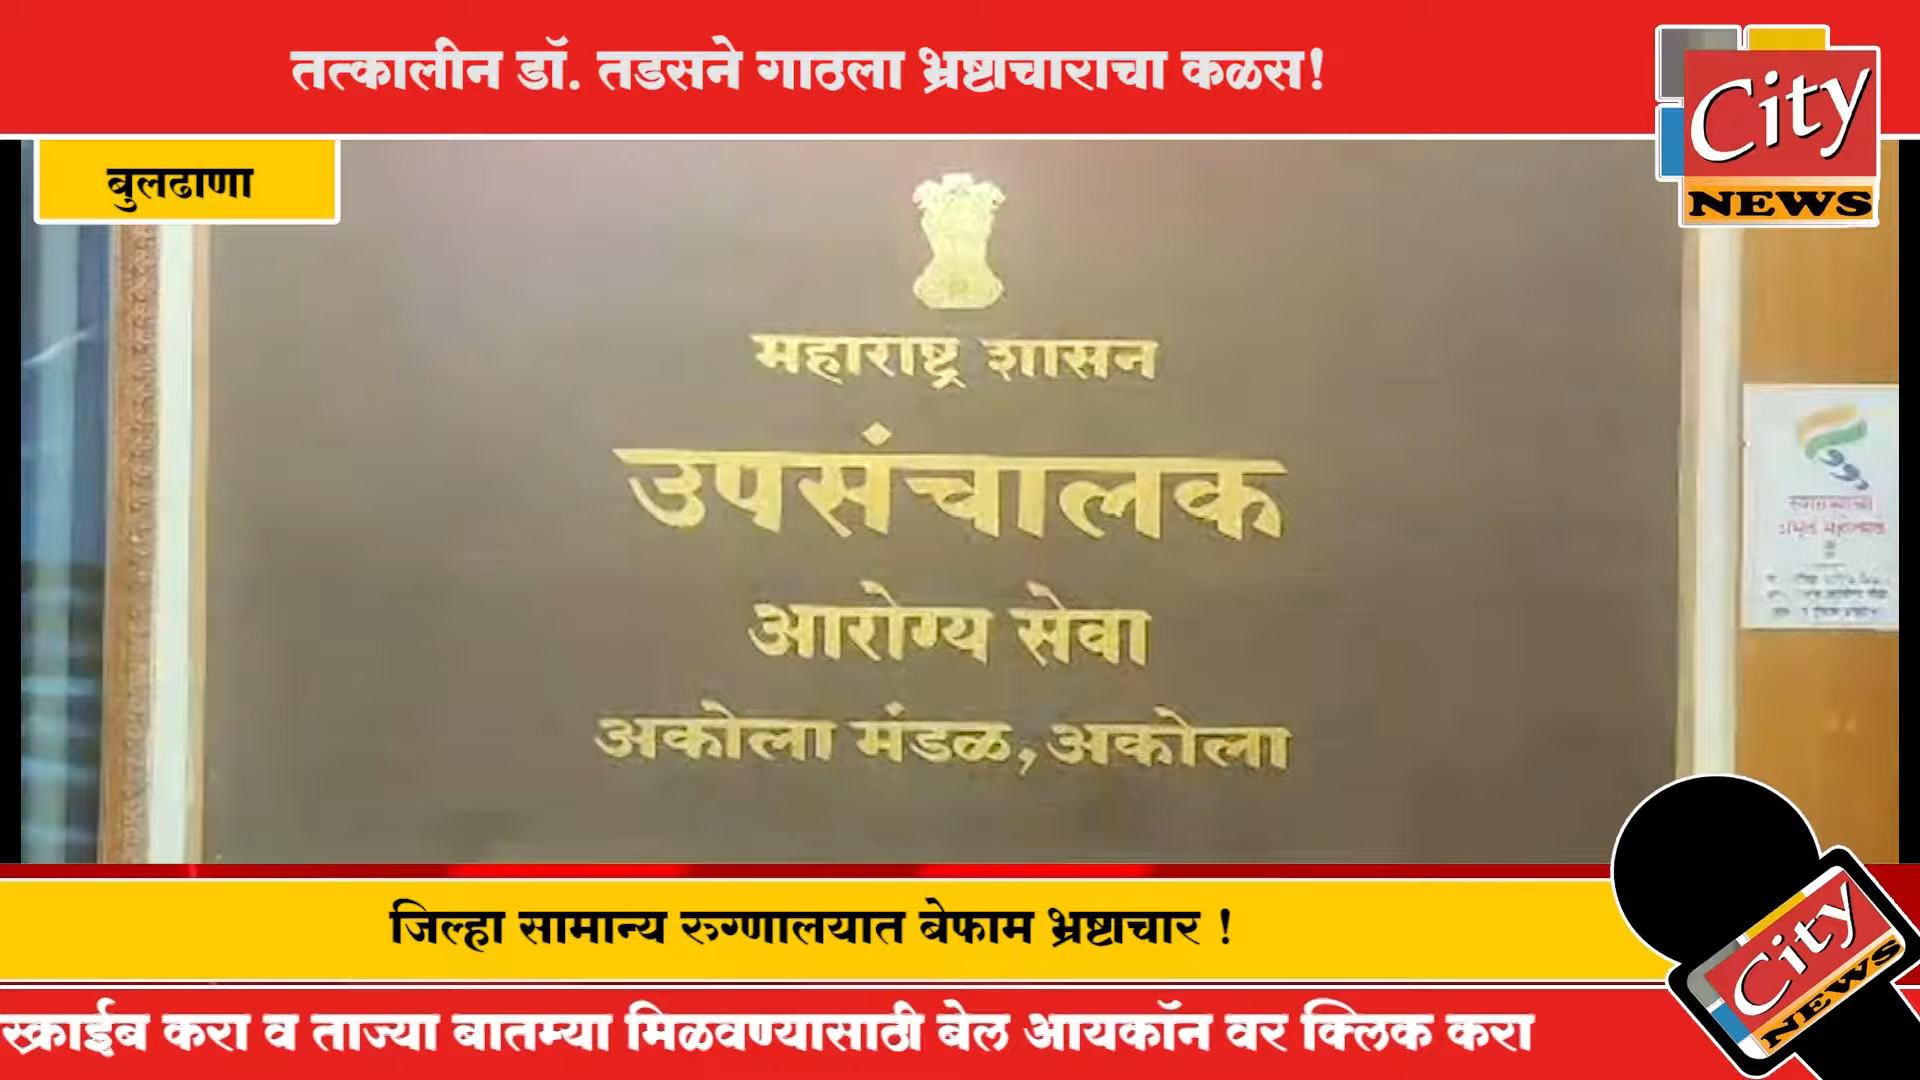 तत्कालीन डॉ. तडसने गाठला भ्रष्टाचाराचा कळस!
City
NEWS
बुलढाणा
महाराष्ट्र शासन
उपसंचालक
आरोग्य सेवा
अकोला मंडळ, अकोला
जिल्हा सामान्य रुग्णालयात बेफाम भ्रष्टाचार !
City
NEWS
स्क्राईब करा व ताज्या बातम्या मिळवण्यासाठी बेल आयकॉन वर क्लिक करा